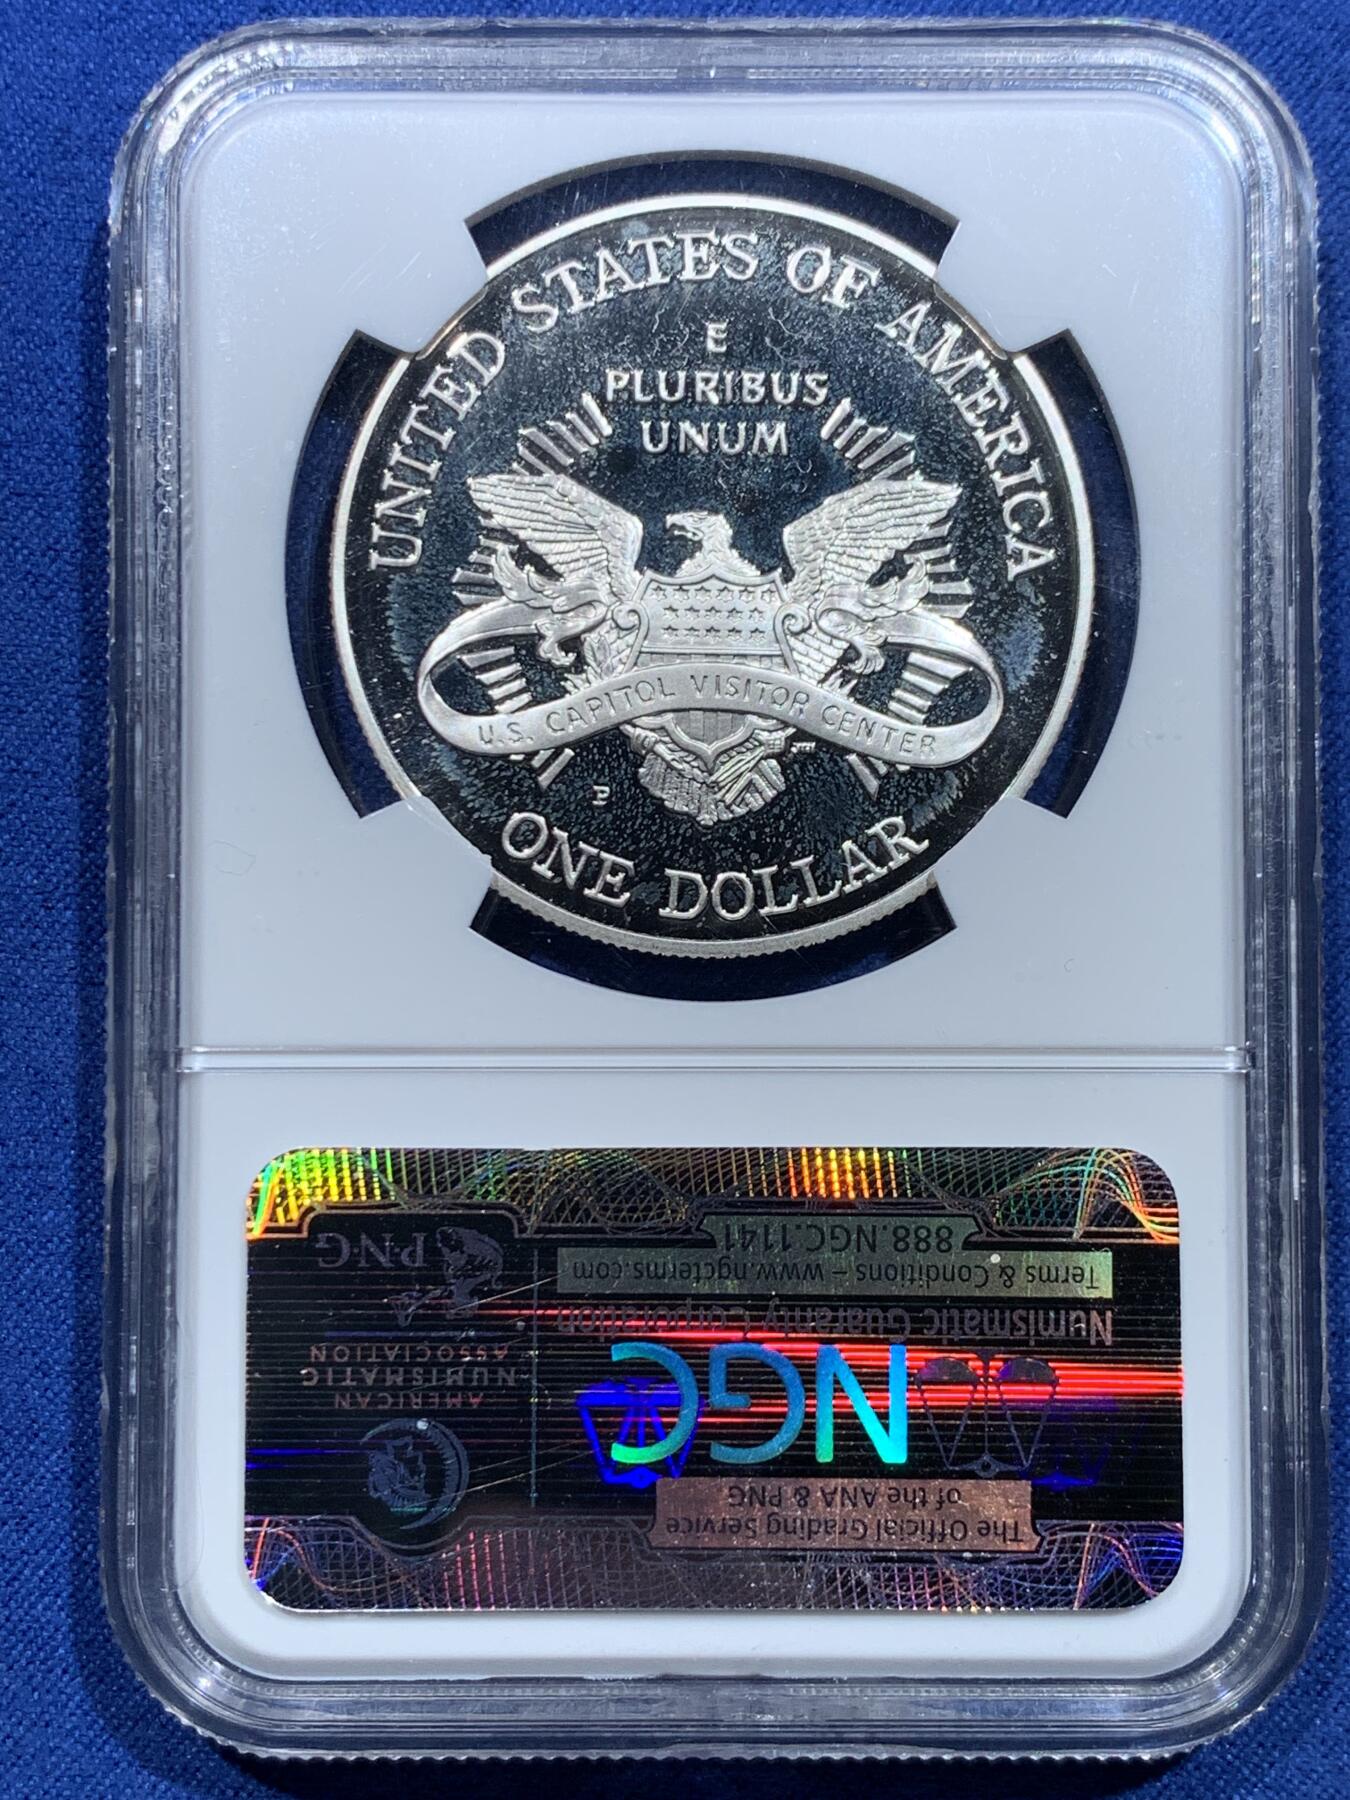 UNITED STATES OF AMERICA
E
PLURIBUS
UNUM
U.S. CAPITOL VISITOR CENTER
P
ONE DOLLAR
The Official Grading Service
of the ANA & PNG
NGC
Numismatic Guaranty Corporation
Terms & Conditions – www.ngcterms.com
888.NGC.1141
AMERICAN
NUMISMATIC
ASSOCIATION
P·N·G